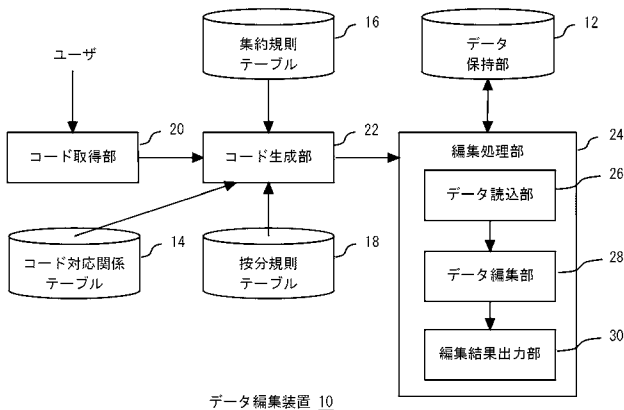 集約規則
テーブル
16
データ
保持部
12
ユーザ
コード取得部
20
コード生成部
22
編集処理部
24
データ読込部
26
コード対応関係
テーブル
14
按分規則
テーブル
18
データ編集部
28
編集結果出力部
30
データ編集装置 10